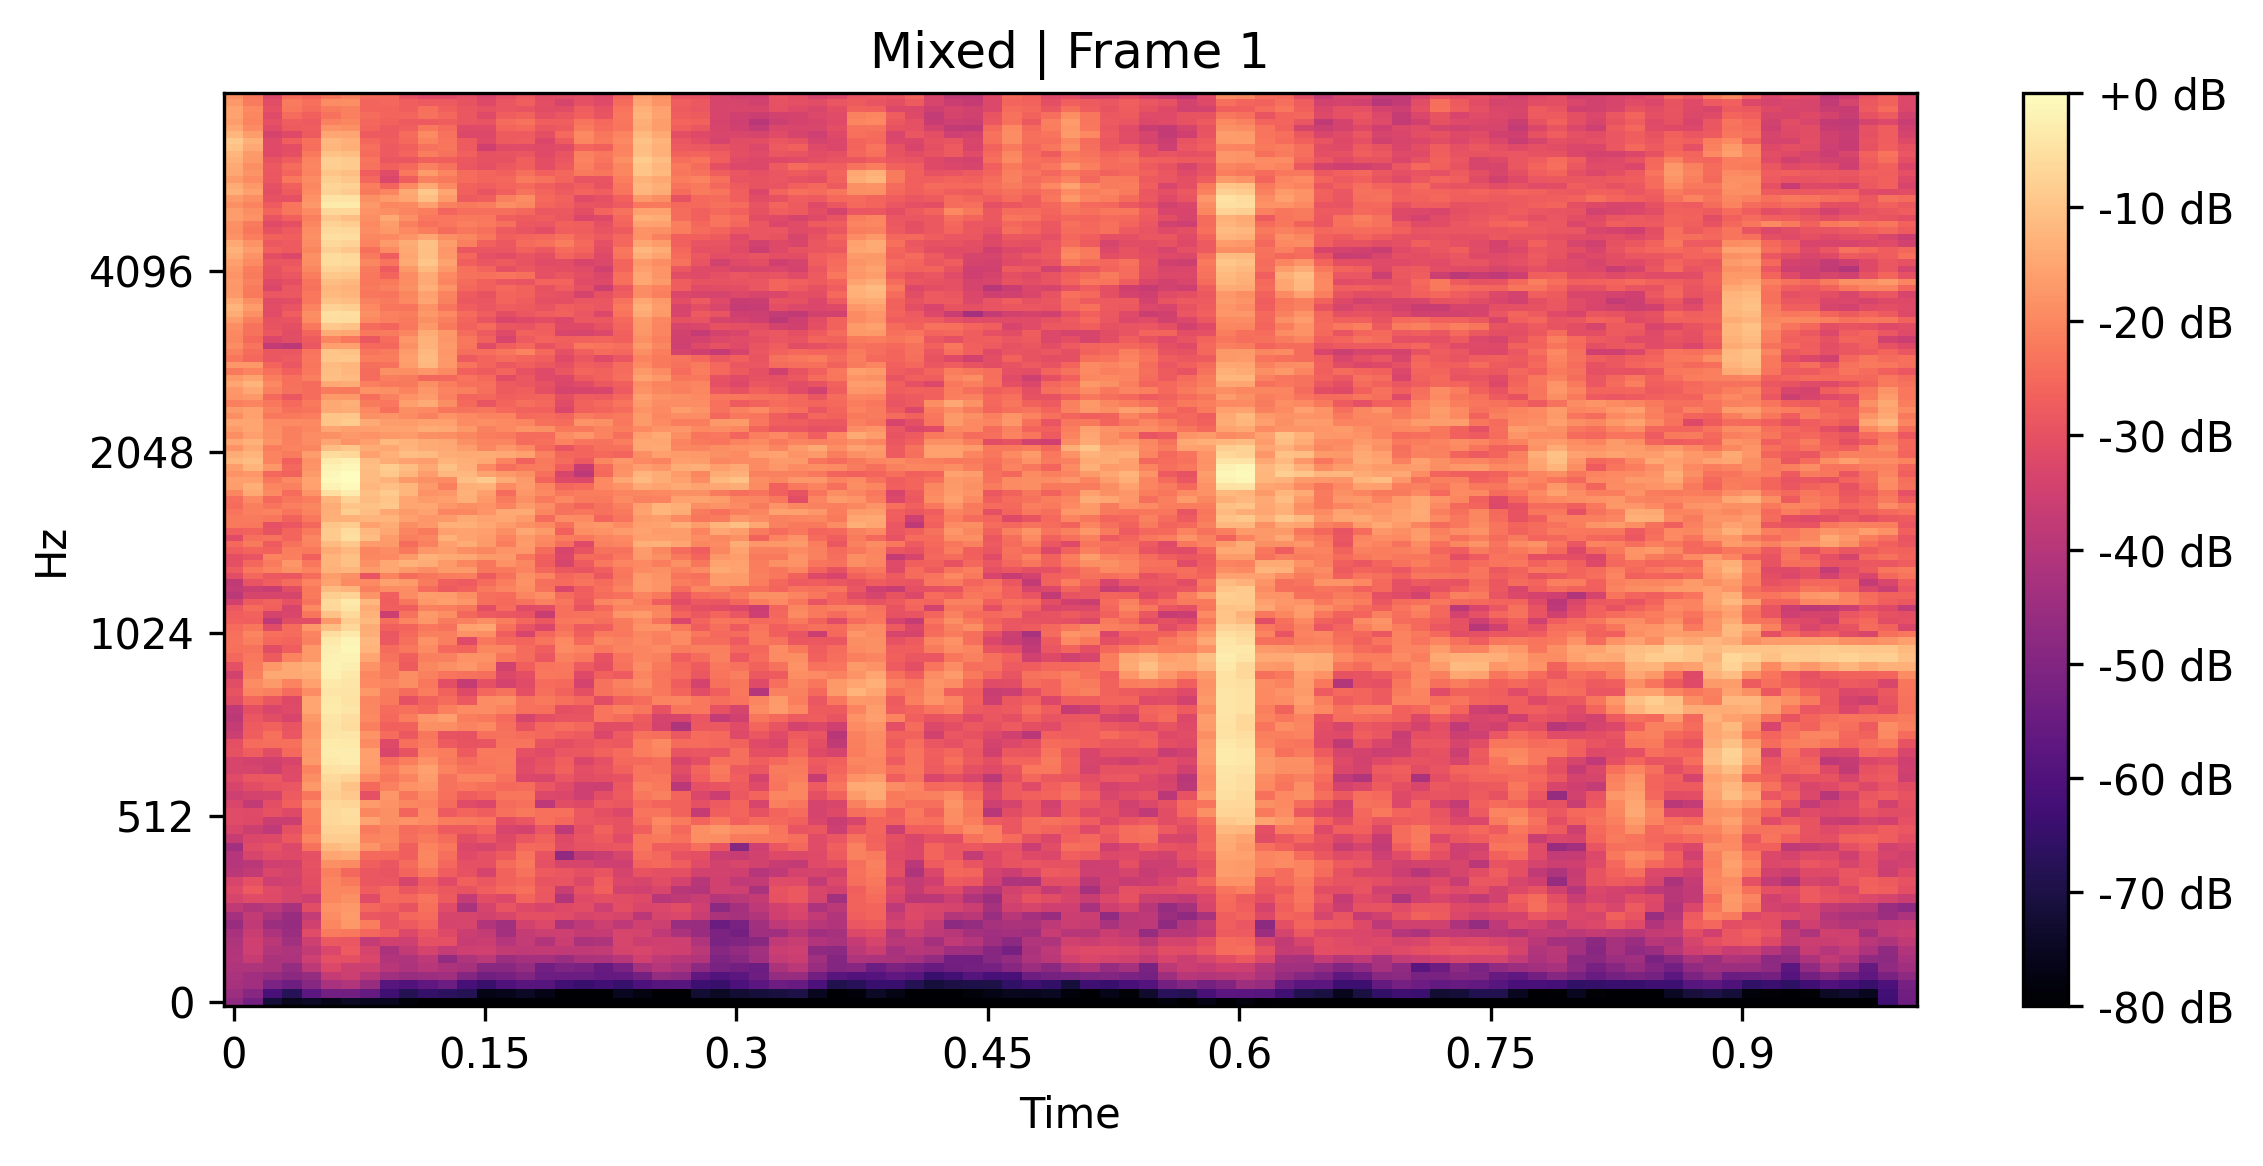 Mixed | Frame 1
+0 dB
-10 dB
-20 dB
-30 dB
-40 dB
-50 dB
-60 dB
-70 dB
-80 dB
4096
2048
1024
512
0
Hz
0 0.15 0.3 0.45 0.6 0.75 0.9
Time